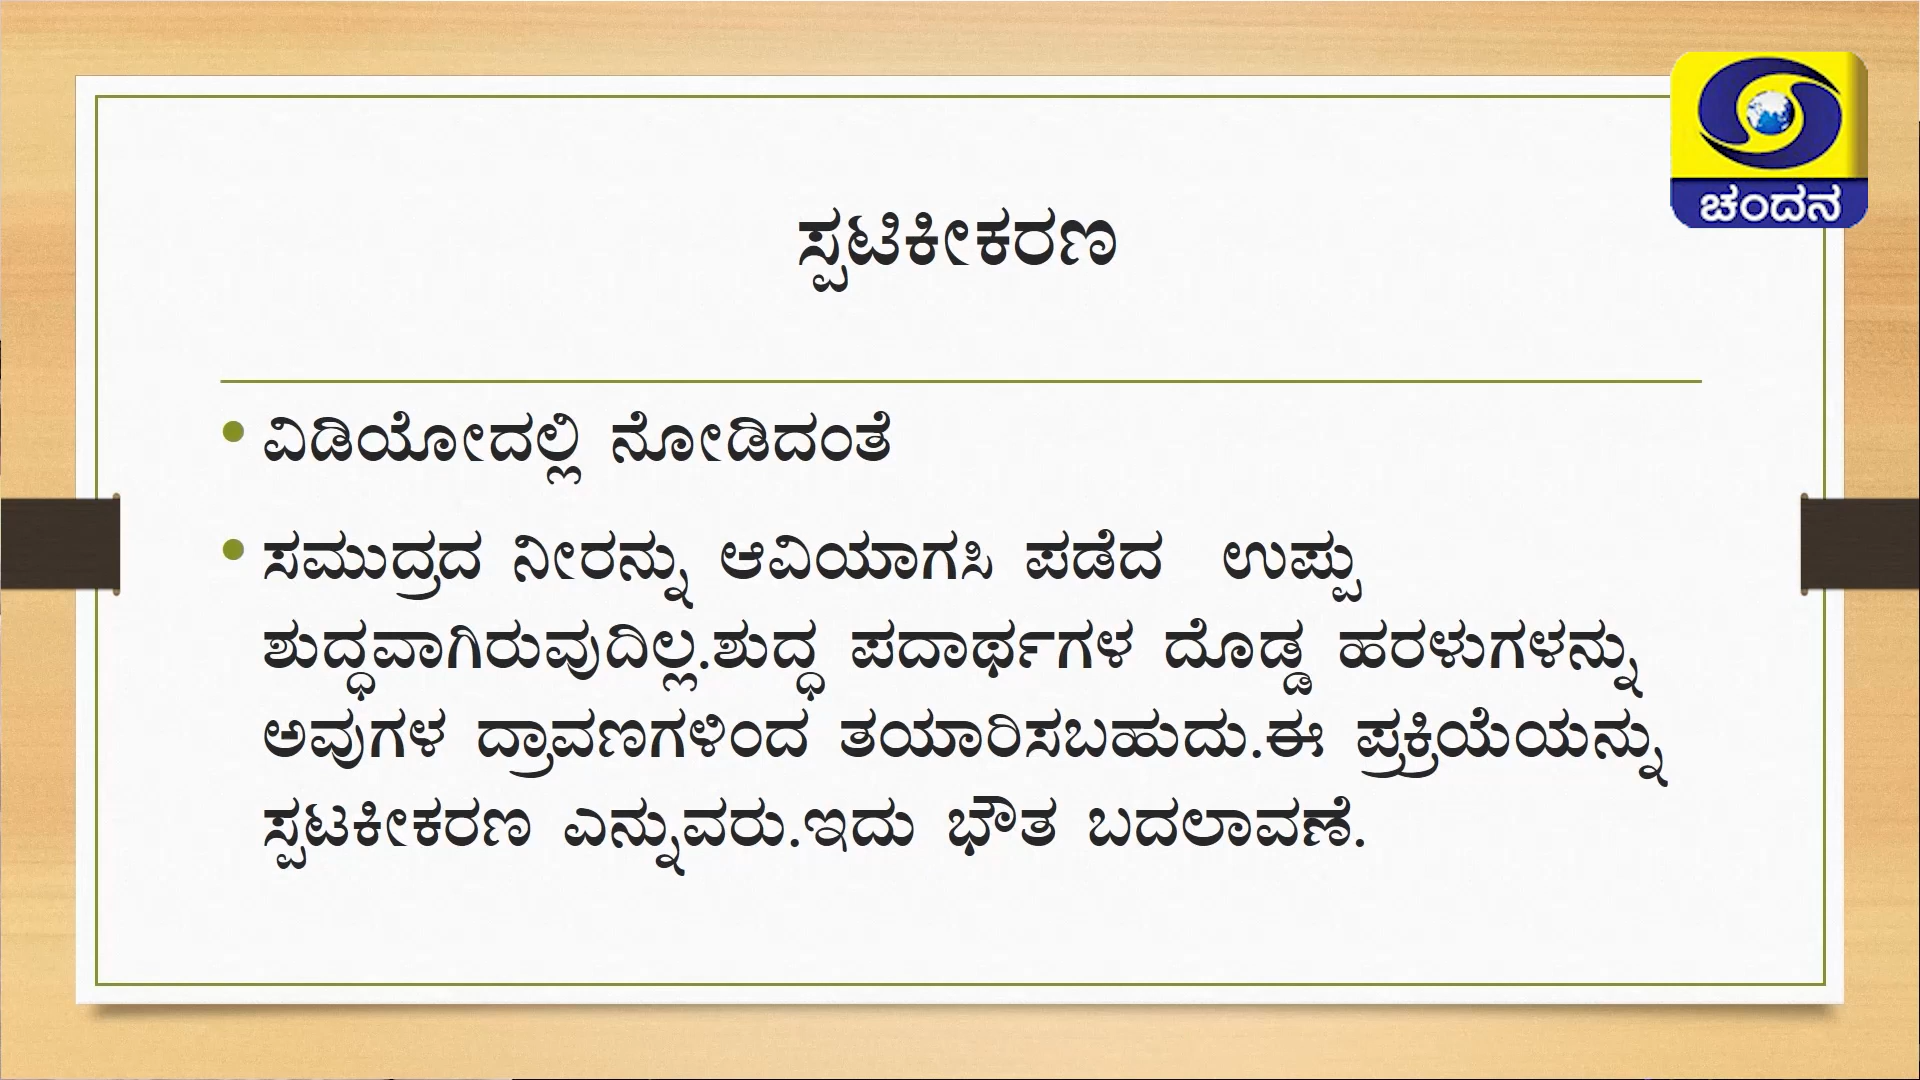 ಚಂದನ
ಸ್ಪಟಿಕೀಕರಣ
• ವಿಡಿಯೋದಲ್ಲಿ ನೋಡಿದಂತೆ
• ಸಮುದ್ರದ ನೀರನ್ನು ಆವಿಯಾಗಸಿ ಪಡೆದ ಉಪ್ಪು
ಶುದ್ಧವಾಗಿರುವುದಿಲ್ಲ.ಶುದ್ಧ ಪದಾರ್ಥಗಳ ದೊಡ್ಡ ಹರಳುಗಳನ್ನು
ಅವುಗಳ ದ್ರಾವಣಗಳಿಂದ ತಯಾರಿಸಬಹುದು.ಈ ಪ್ರಕ್ರಿಯೆಯನ್ನು
ಸ್ಪಟಕೀಕರಣ ಎನ್ನುವರು.ಇದು ಭೌತ ಬದಲಾವಣೆ.